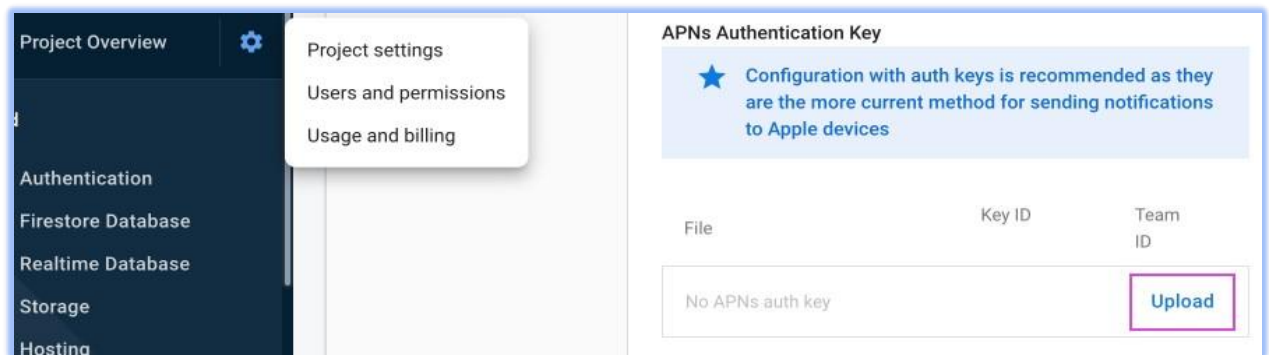 Project Overview
Project settings
Users and permissions
Usage and billing
Authentication
Firestore Database
Realtime Database
Storage
Hosting
APNs Authentication Key
Configuration with auth keys is recommended as they
are the more current method for sending notifications
to Apple devices
File
Key ID
Team
ID
No APNs auth key
Upload